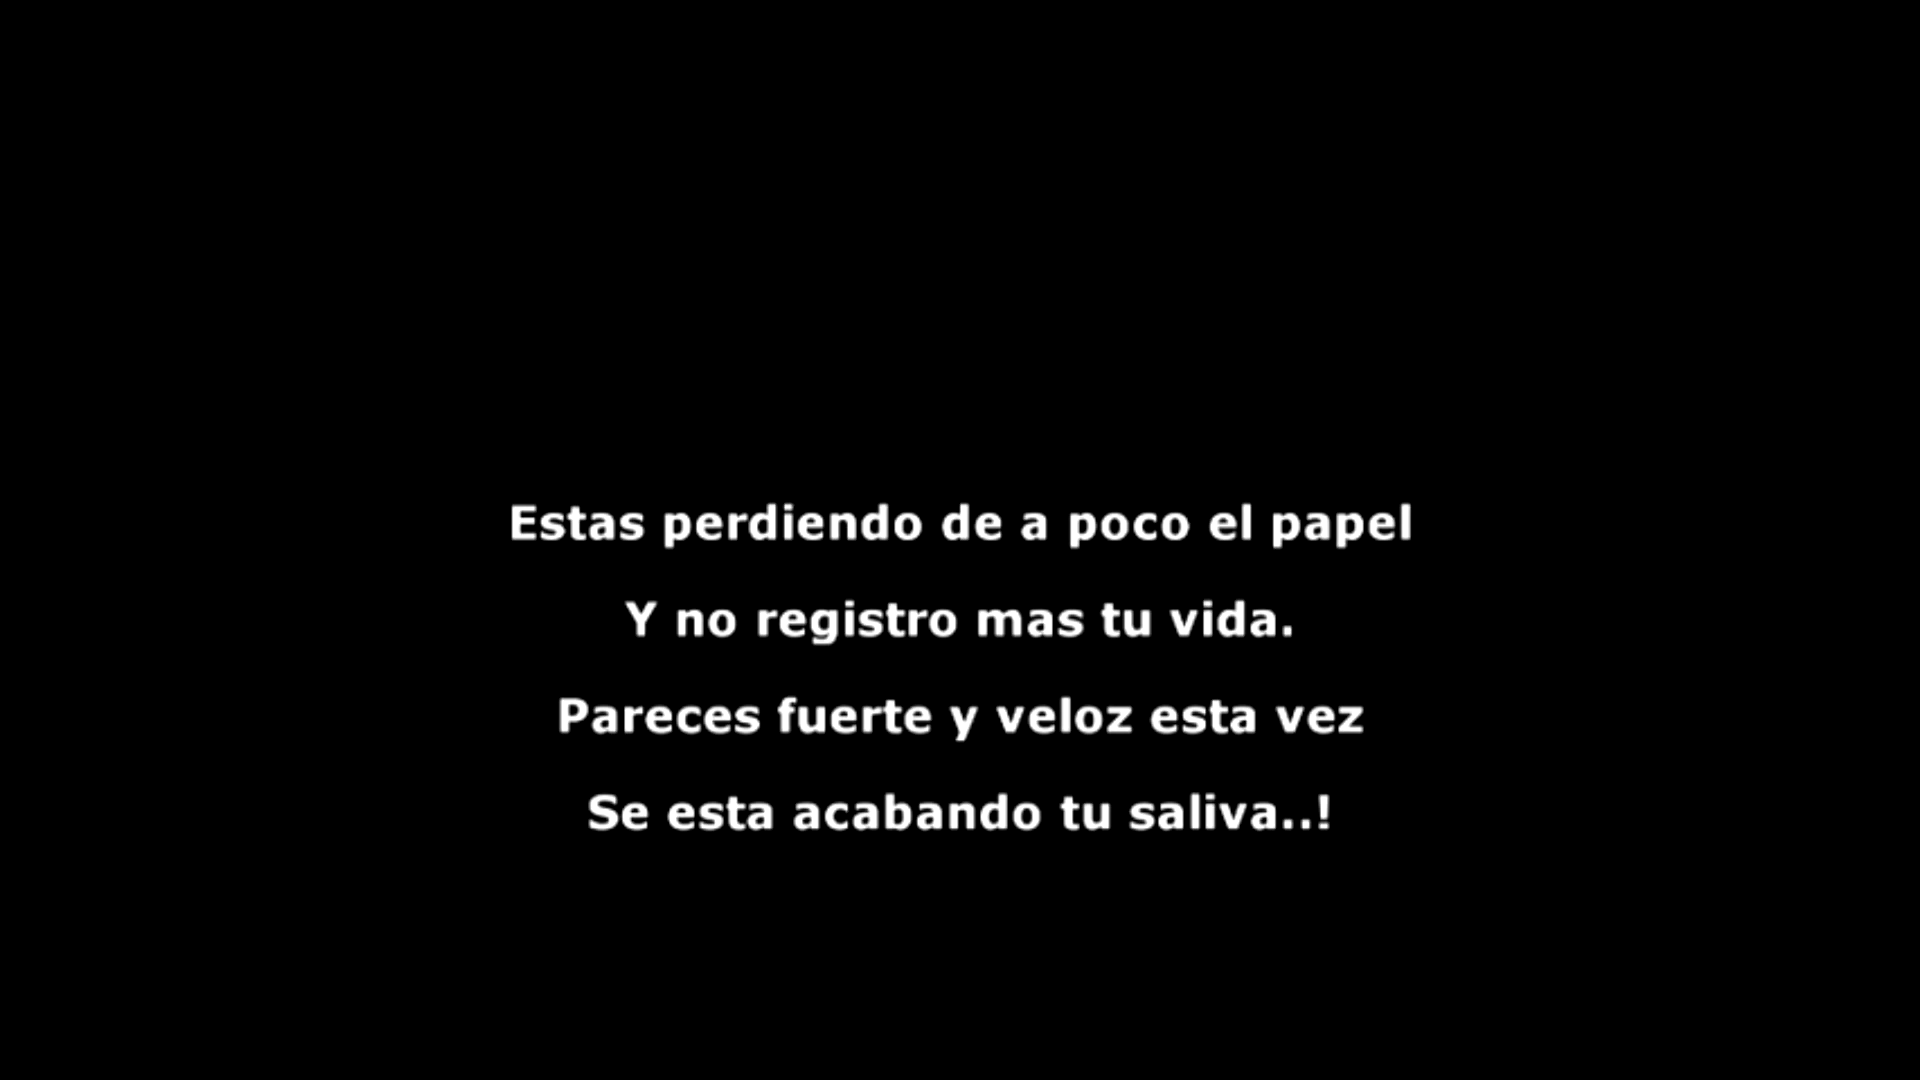 Estas perdiendo de a poco el papel
Y no registro mas tu vida.
Pareces fuerte y veloz esta vez
Se esta acabando tu saliva..!